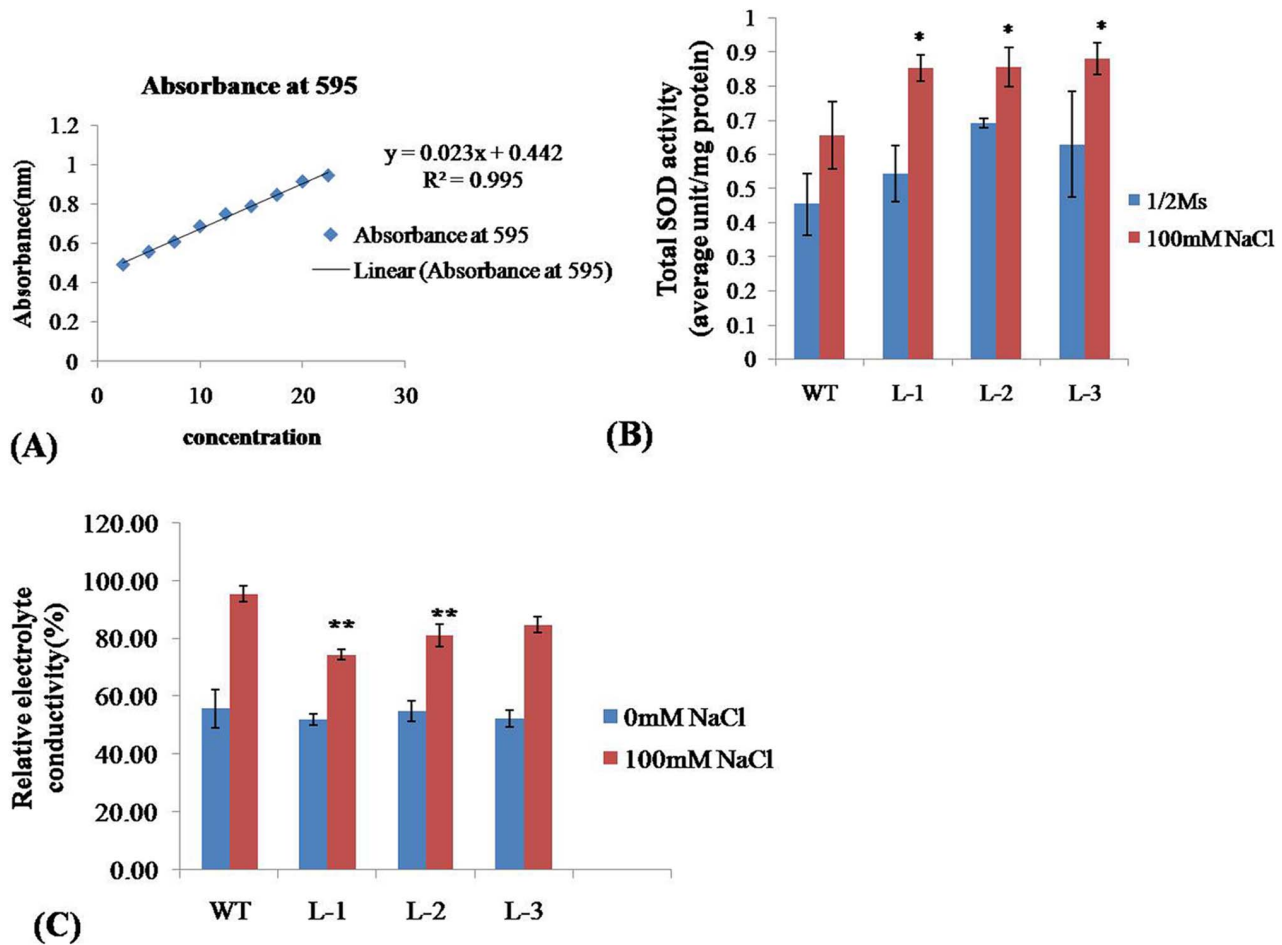 Absorbance at 595
1.2
1
0.8
0.6
0.4
0.2
0
Absorbance(nm)
y = 0.023x + 0.442
R² = 0.995
Absorbance at 595
Linear (Absorbance at 595)
0 10 20 30
concentration
(A)
1
0.9
0.8
0.7
0.6
0.5
0.4
0.3
0.2
0.1
0
Total SOD activity
(average unit/mg protein)
* * *
1/2Ms
100mM NaCl
WT L-1 L-2 L-3
(B)
120.00
100.00
80.00
60.00
40.00
20.00
0.00
Relative electrolyte
conductivity(%)
** **
0mM NaCl
100mM NaCl
WT L-1 L-2 L-3
(C)